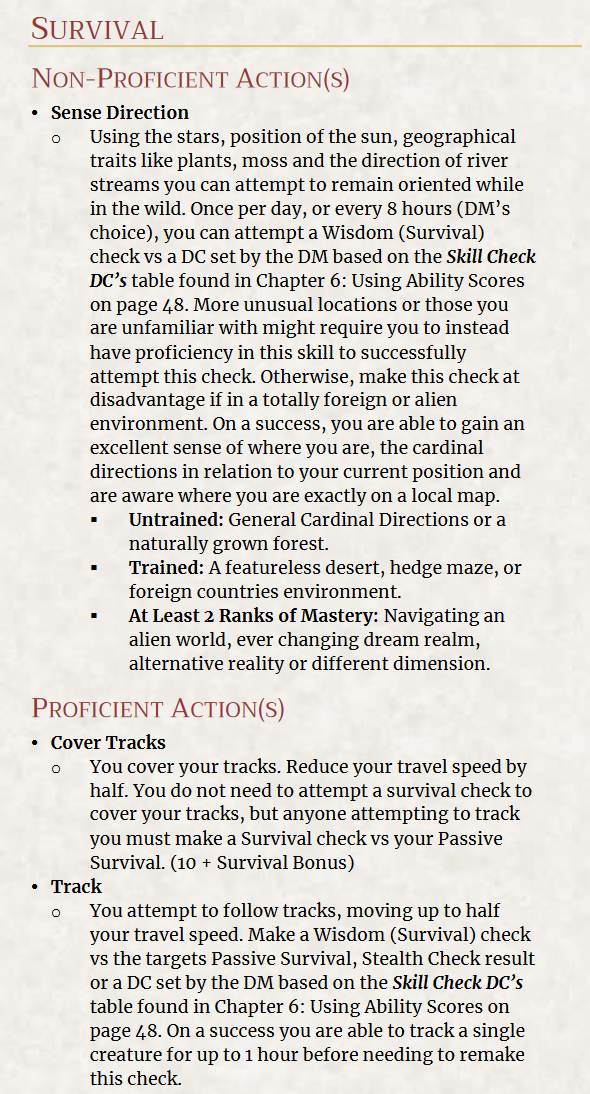 Survival
Non-Proficient Action(s)
• Sense Direction
o Using the stars, position of the sun, geographical
traits like plants, moss and the direction of river
streams you can attempt to remain oriented while
in the wild. Once per day, or every 8 hours (DM’s
choice), you can attempt a Wisdom (Survival)
check vs a DC set by the DM based on the Skill Check
DC’s table found in Chapter 6: Using Ability Scores
on page 48. More unusual locations or those you
are unfamiliar with might require you to instead
have proficiency in this skill to successfully
attempt this check. Otherwise, make this check at
disadvantage if in a totally foreign or alien
environment. On a success, you are able to gain an
excellent sense of where you are, the cardinal
directions in relation to your current position and
are aware where you are exactly on a local map.
▪ Untrained: General Cardinal Directions or a
naturally grown forest.
▪ Trained: A featureless desert, hedge maze, or
foreign countries environment.
▪ At Least 2 Ranks of Mastery: Navigating an
alien world, ever changing dream realm,
alternative reality or different dimension.
Proficient Action(s)
• Cover Tracks
o You cover your tracks. Reduce your travel speed by
half. You do not need to attempt a survival check to
cover your tracks, but anyone attempting to track
you must make a Survival check vs your Passive
Survival. (10 + Survival Bonus)
• Track
o You attempt to follow tracks, moving up to half
your travel speed. Make a Wisdom (Survival) check
vs the targets Passive Survival, Stealth Check result
or a DC set by the DM based on the Skill Check DC’s
table found in Chapter 6: Using Ability Scores on
page 48. On a success you are able to track a single
creature for up to 1 hour before needing to remake
this check.